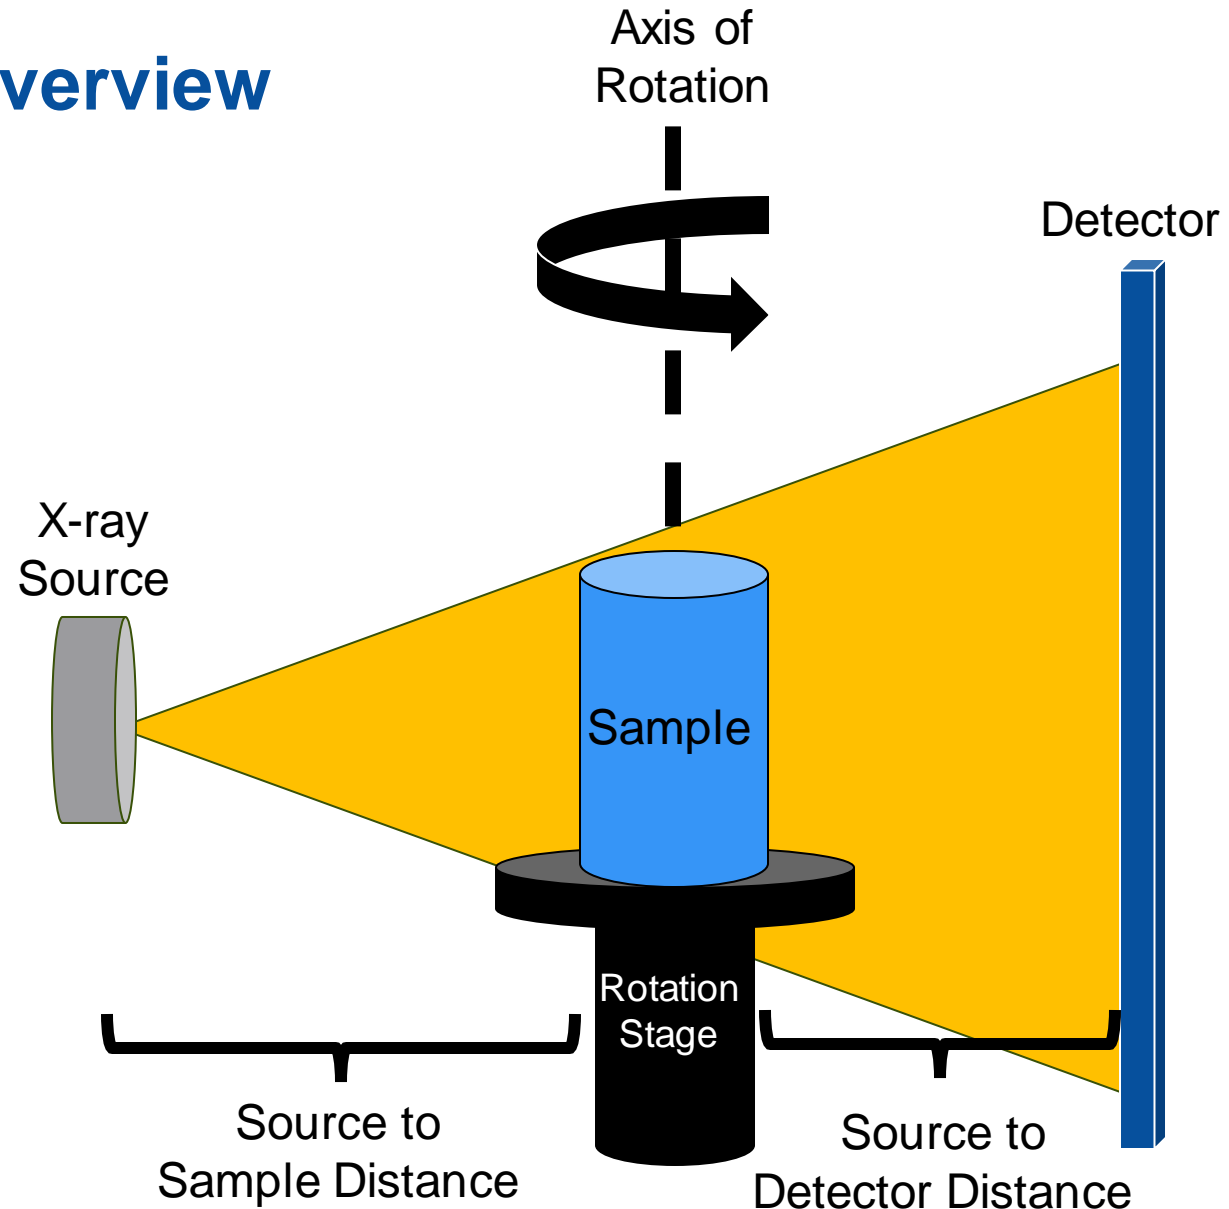 verview
Axis of
Rotation
Detector
X-ray
Source
Sample
Rotation
Stage
Source to
Sample Distance
Source to
Detector Distance